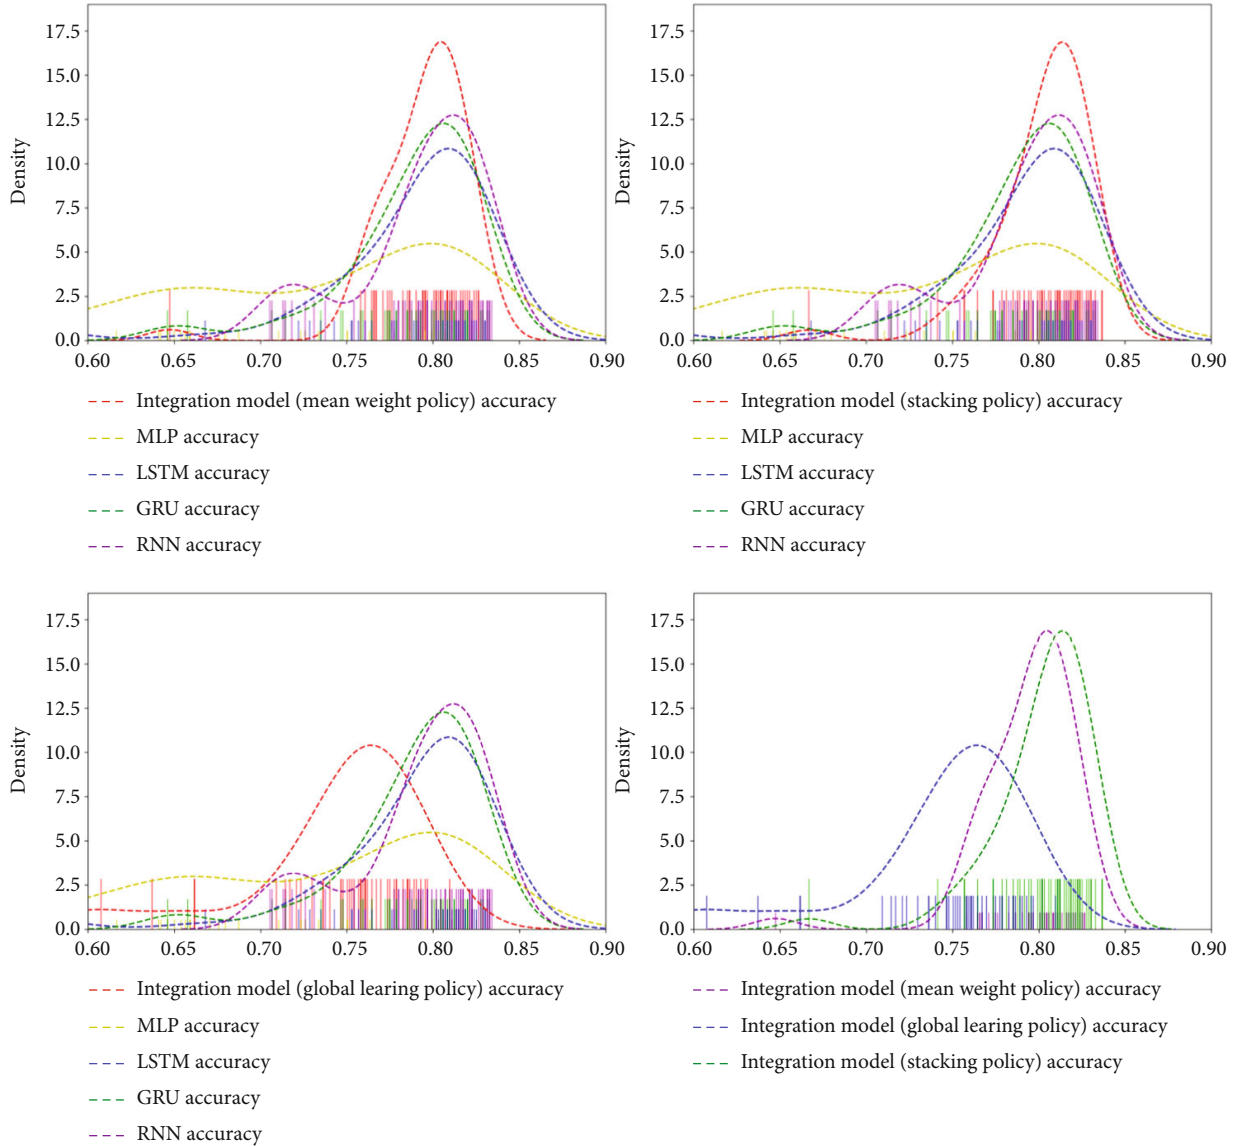 17.5
15.0
12.5
10.0
7.5
5.0
2.5
0.0
Density
0.60 0.65 0.70 0.75 0.80 0.85 0.90
Integration model (mean weight policy) accuracy
MLP accuracy
LSTM accuracy
GRU accuracy
RNN accuracy
17.5
15.0
12.5
10.0
7.5
5.0
2.5
0.0
Density
0.60 0.65 0.70 0.75 0.80 0.85 0.90
Integration model (stacking policy) accuracy
MLP accuracy
LSTM accuracy
GRU accuracy
RNN accuracy
17.5
15.0
12.5
10.0
7.5
5.0
2.5
0.0
Density
0.60 0.65 0.70 0.75 0.80 0.85 0.90
Integration model (global learing policy) accuracy
MLP accuracy
LSTM accuracy
GRU accuracy
RNN accuracy
17.5
15.0
12.5
10.0
7.5
5.0
2.5
0.0
Density
0.60 0.65 0.70 0.75 0.80 0.85 0.90
Integration model (mean weight policy) accuracy
Integration model (global learing policy) accuracy
Integration model (stacking policy) accuracy